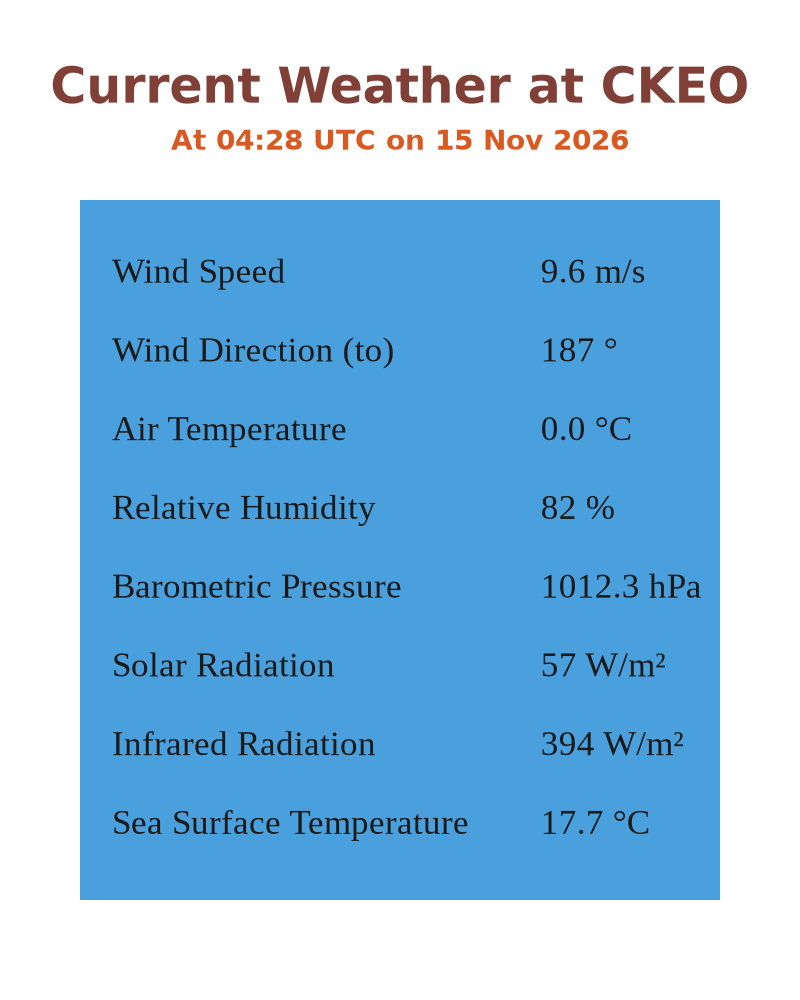 Current Weather at CKEO
At 04:28 UTC on 15 Nov 2026
Wind Speed 9.6 m/s
Wind Direction (to) 187 °
Air Temperature 0.0 °C
Relative Humidity 82 %
Barometric Pressure 1012.3 hPa
Solar Radiation 57 W/m²
Infrared Radiation 394 W/m²
Sea Surface Temperature 17.7 °C